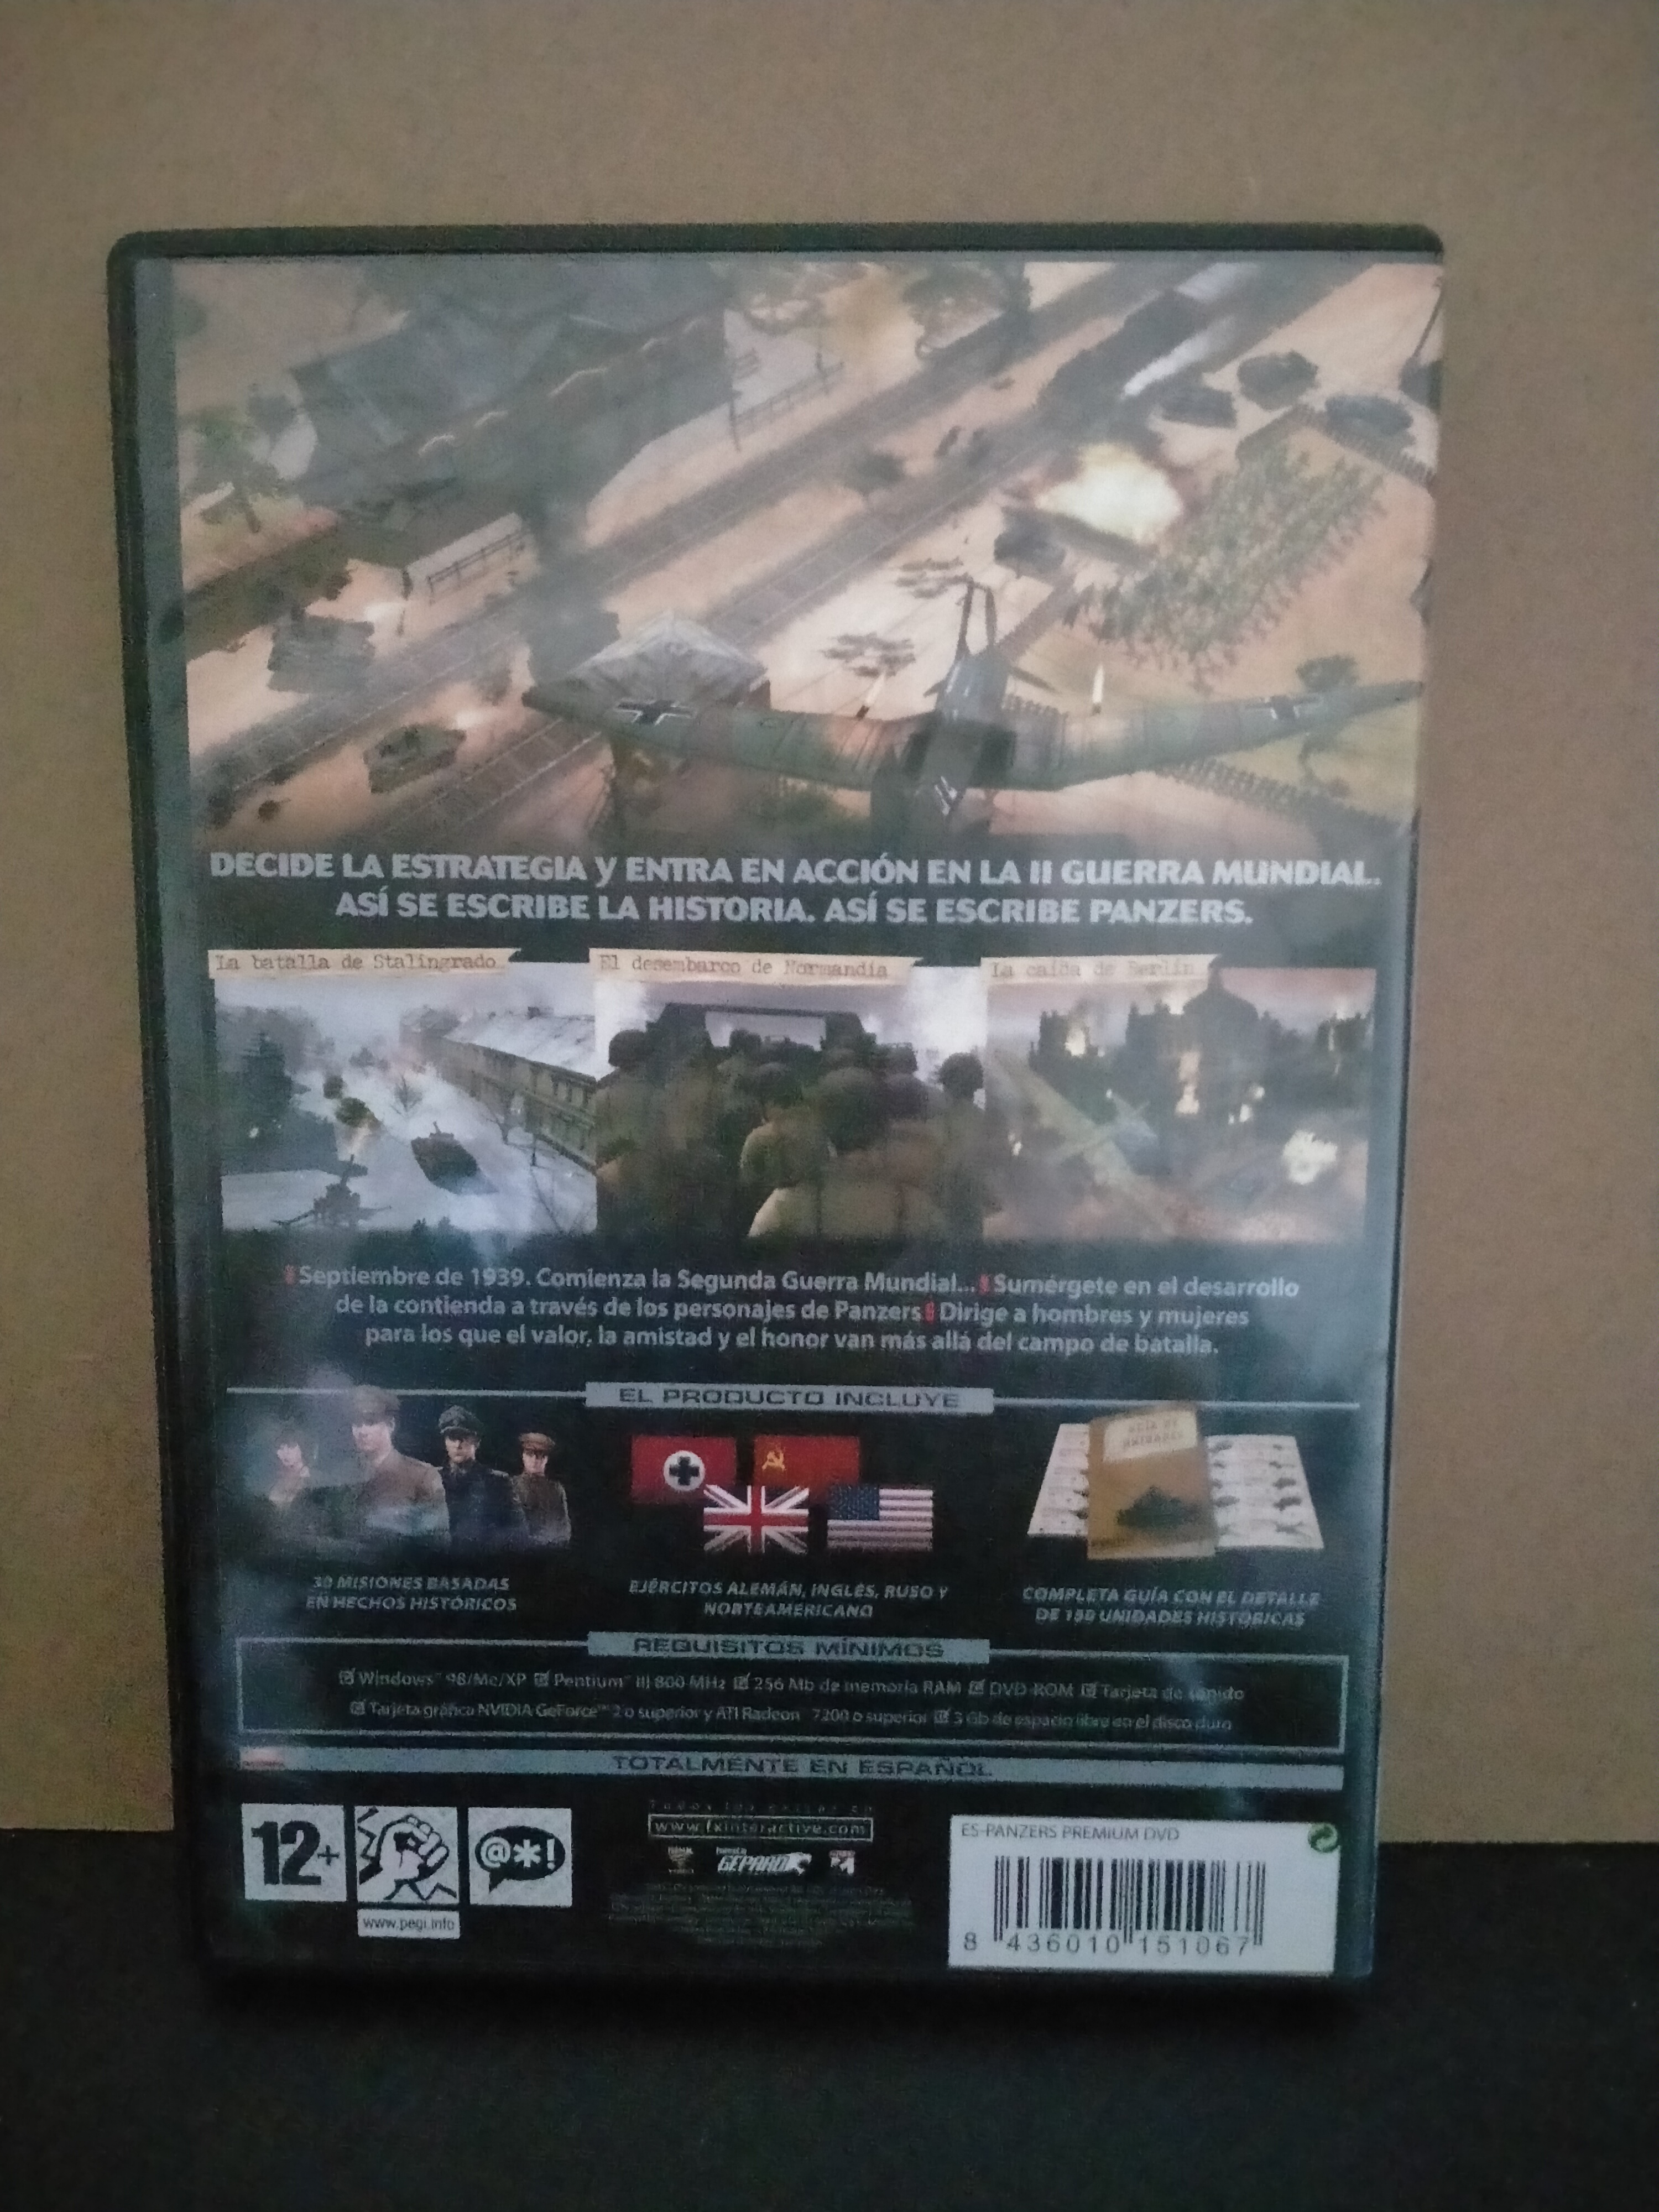 DECIDE LA ESTRATEGIA Y ENTRA EN ACCIÓN EN LA II GUERRA MUNDIAL.
ASÍ SE ESCRIBE LA HISTORIA. ASÍ SE ESCRIBE PANZERS.
La batalla de Stalingrado
El desembarco de Normandía
La caída de Berlín
Septiembre de 1939. Comienza la Segunda Guerra Mundial... Sumérgete en el desarrollo
de la contienda a través de los personajes de Panzers Dirige a hombres y mujeres
para los que el valor, la amistad y el honor van más allá del campo de batalla.
EL PRODUCTO INCLUYE
30 MISIONES BASADAS
EN HECHOS HISTÓRICOS
EJÉRCITOS ALEMÁN, INGLÉS, RUSO Y
NORTEAMERICANO
COMPLETA GUÍA CON EL DETALLE
DE 150 UNIDADES HISTÓRICAS
REQUISITOS MÍNIMOS
Windows™ 98/Me/XP Pentium™ III 800 MHz 256 Mb de memoria RAM DVD-ROM Tarjeta de sonido
Tarjeta gráfica NVIDIA GeForce™ 2 o superior y ATI Radeon 7200 o superior 3 Gb de espacio libre en el disco duro
TOTALMENTE EN ESPAÑOL
12+
@*!
www.pegi.info
www.fxinteractive.com
GEPARD
ES-PANZERS PREMIUM DVD
8 436010 151067